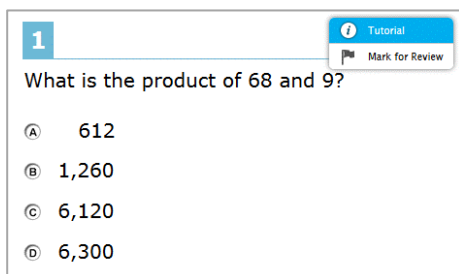 1
Tutorial
Mark for Review
What is the product of 68 and 9?
A 612
B 1,260
C 6,120
D 6,300